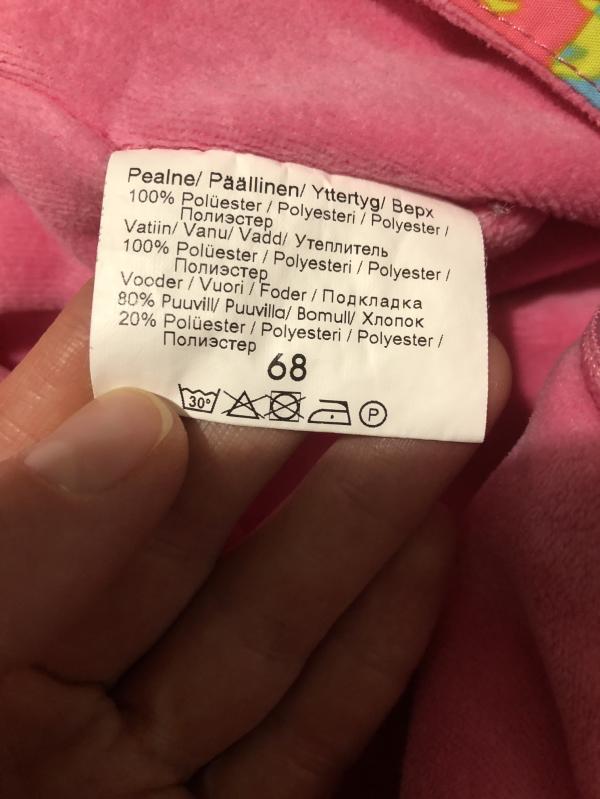 Pealne/ Päällinen/ Yttertyg/ Верх
100% Polüester / Polyesteri / Polyester /
Полиэстер
Vatiin/ Vanu/ Vadd/ Утеплитель
100% Polüester / Polyesteri / Polyester /
Полиэстер
Vooder / Vuori / Foder / Подкладка
80% Puuvill/ Puuvilla/ Bomull/ Хлопок
20% Polüester / Polyesteri / Polyester /
Полиэстер
68
30° P